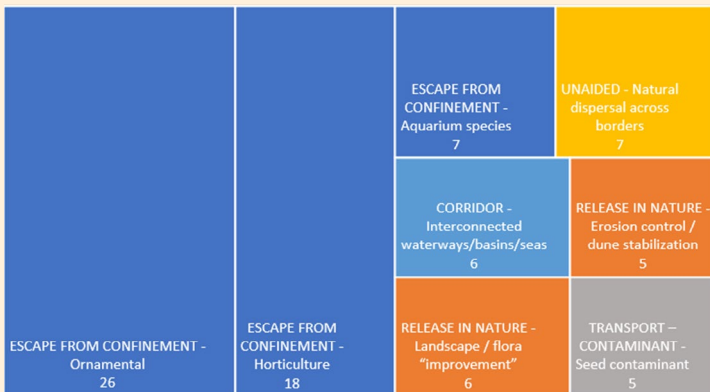 ESCAPE FROM CONFINEMENT -
Ornamental
26
ESCAPE FROM
CONFINEMENT -
Horticulture
18
ESCAPE FROM
CONFINEMENT -
Aquarium species
7
UNAIDED - Natural
dispersal across
borders
7
CORRIDOR -
Interconnected
waterways/basins/seas
6
RELEASE IN NATURE -
Erosion control /
dune stabilization
5
RELEASE IN NATURE -
Landscape / flora
"improvement"
6
TRANSPORT –
CONTAMINANT -
Seed contaminant
5